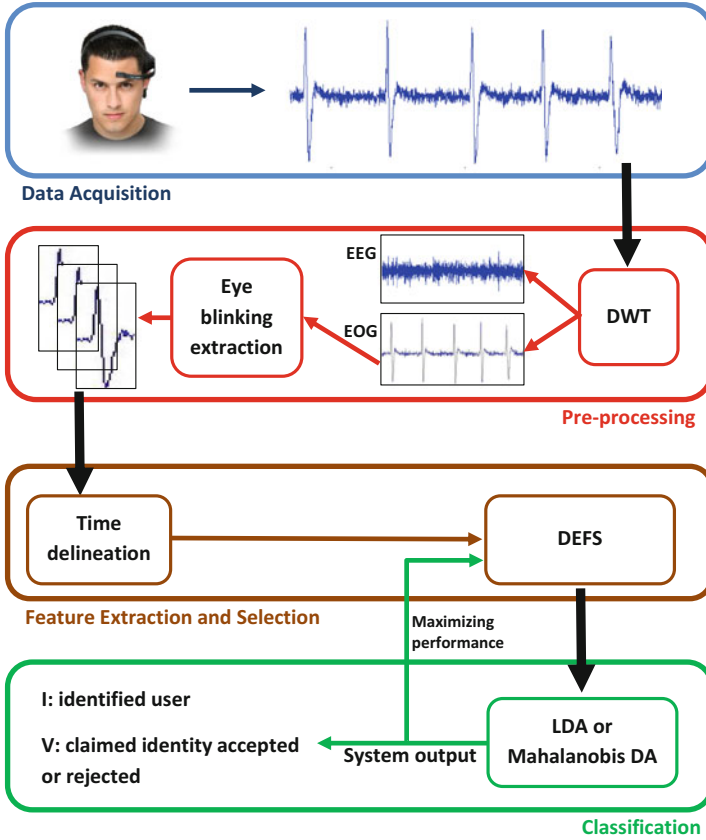 Data Acquisition
EEG
EOG
Eye
blinking
extraction
DWT
Pre-processing
Time
delineation
DEFS
Feature Extraction and Selection
Maximizing
performance
I: identified user
V: claimed identity accepted
or rejected
System output
LDA or
Mahalanobis DA
Classification